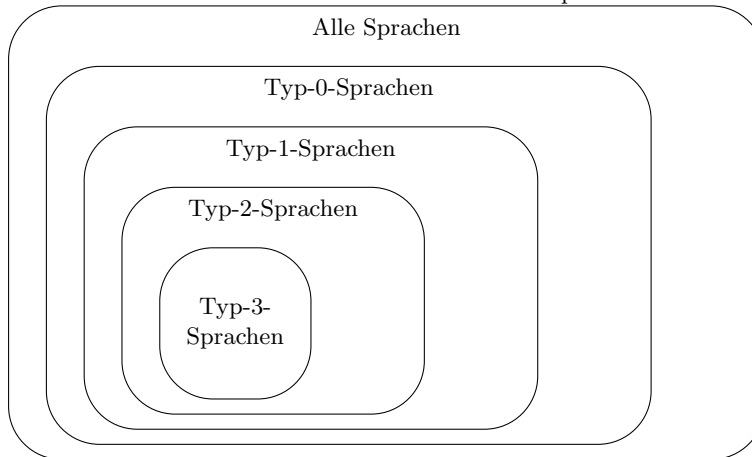 Alle Sprachen
Typ-0-Sprachen
Typ-1-Sprachen
Typ-2-Sprachen
Typ-3-
Sprachen